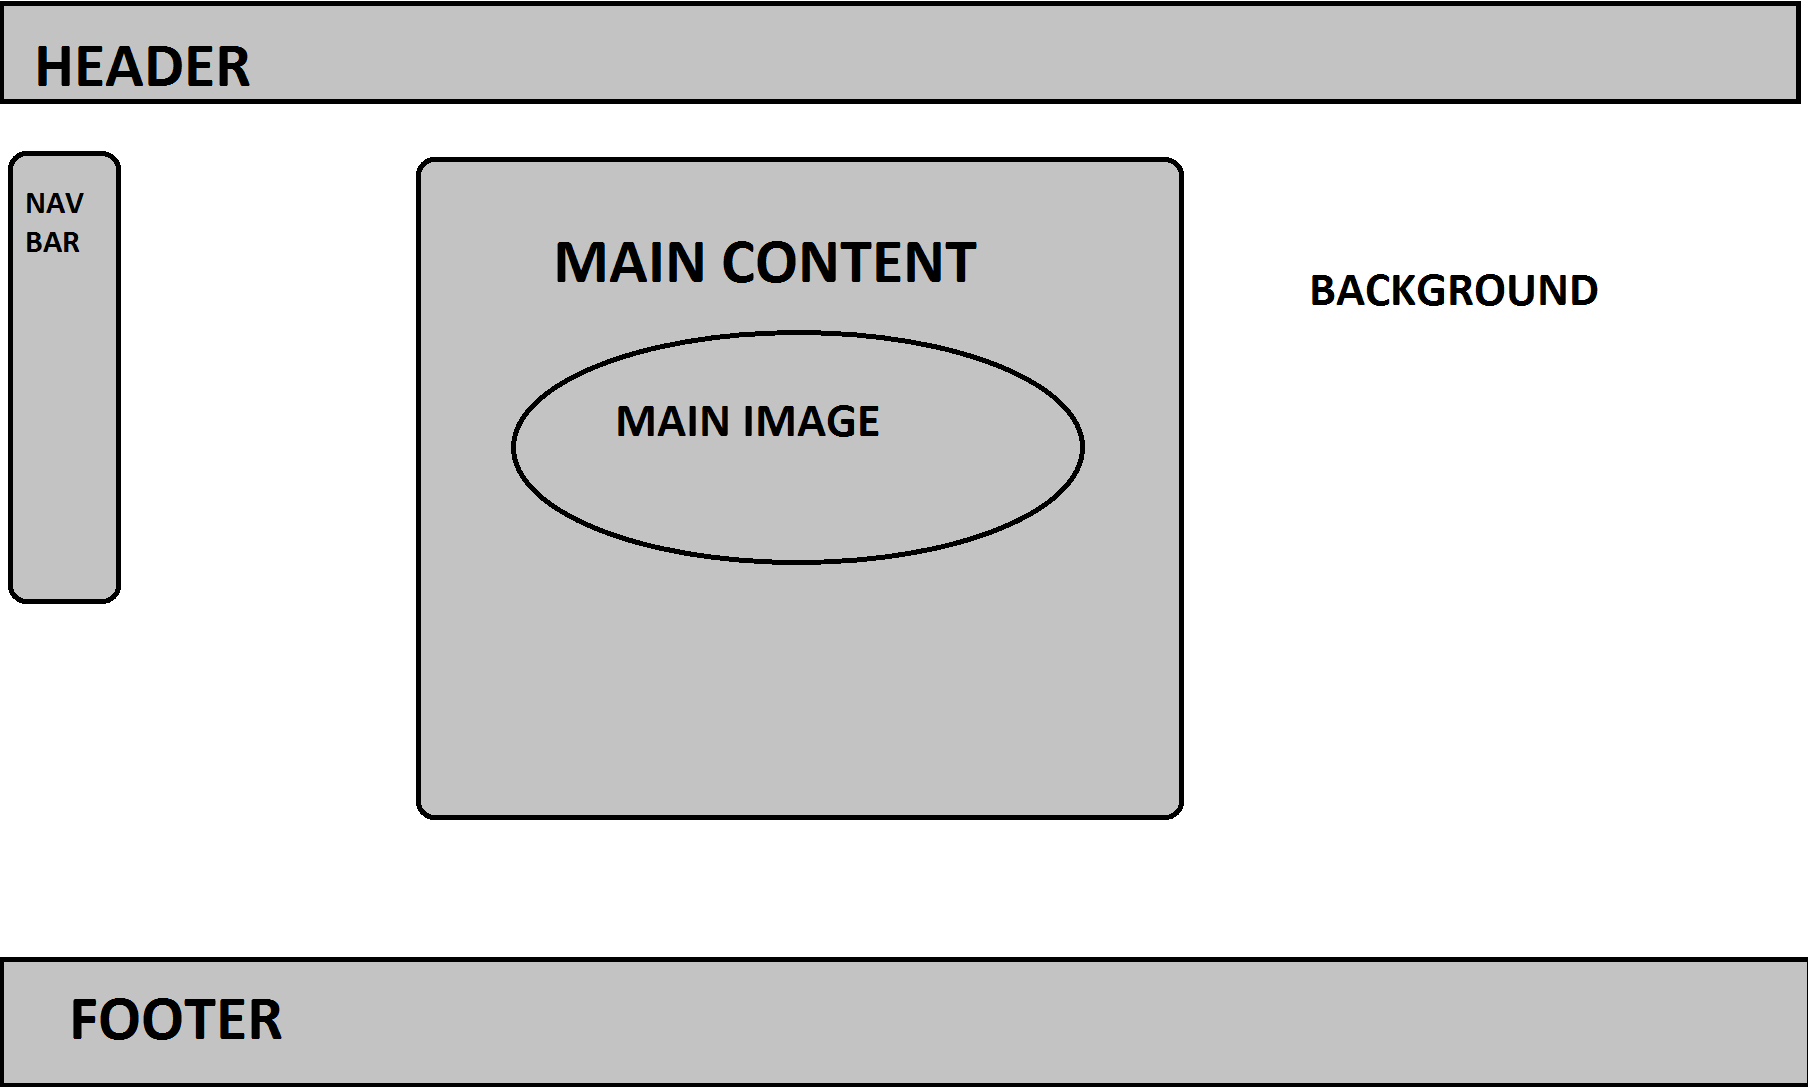 HEADER
NAV
BAR
MAIN CONTENT
BACKGROUND
MAIN IMAGE
FOOTER